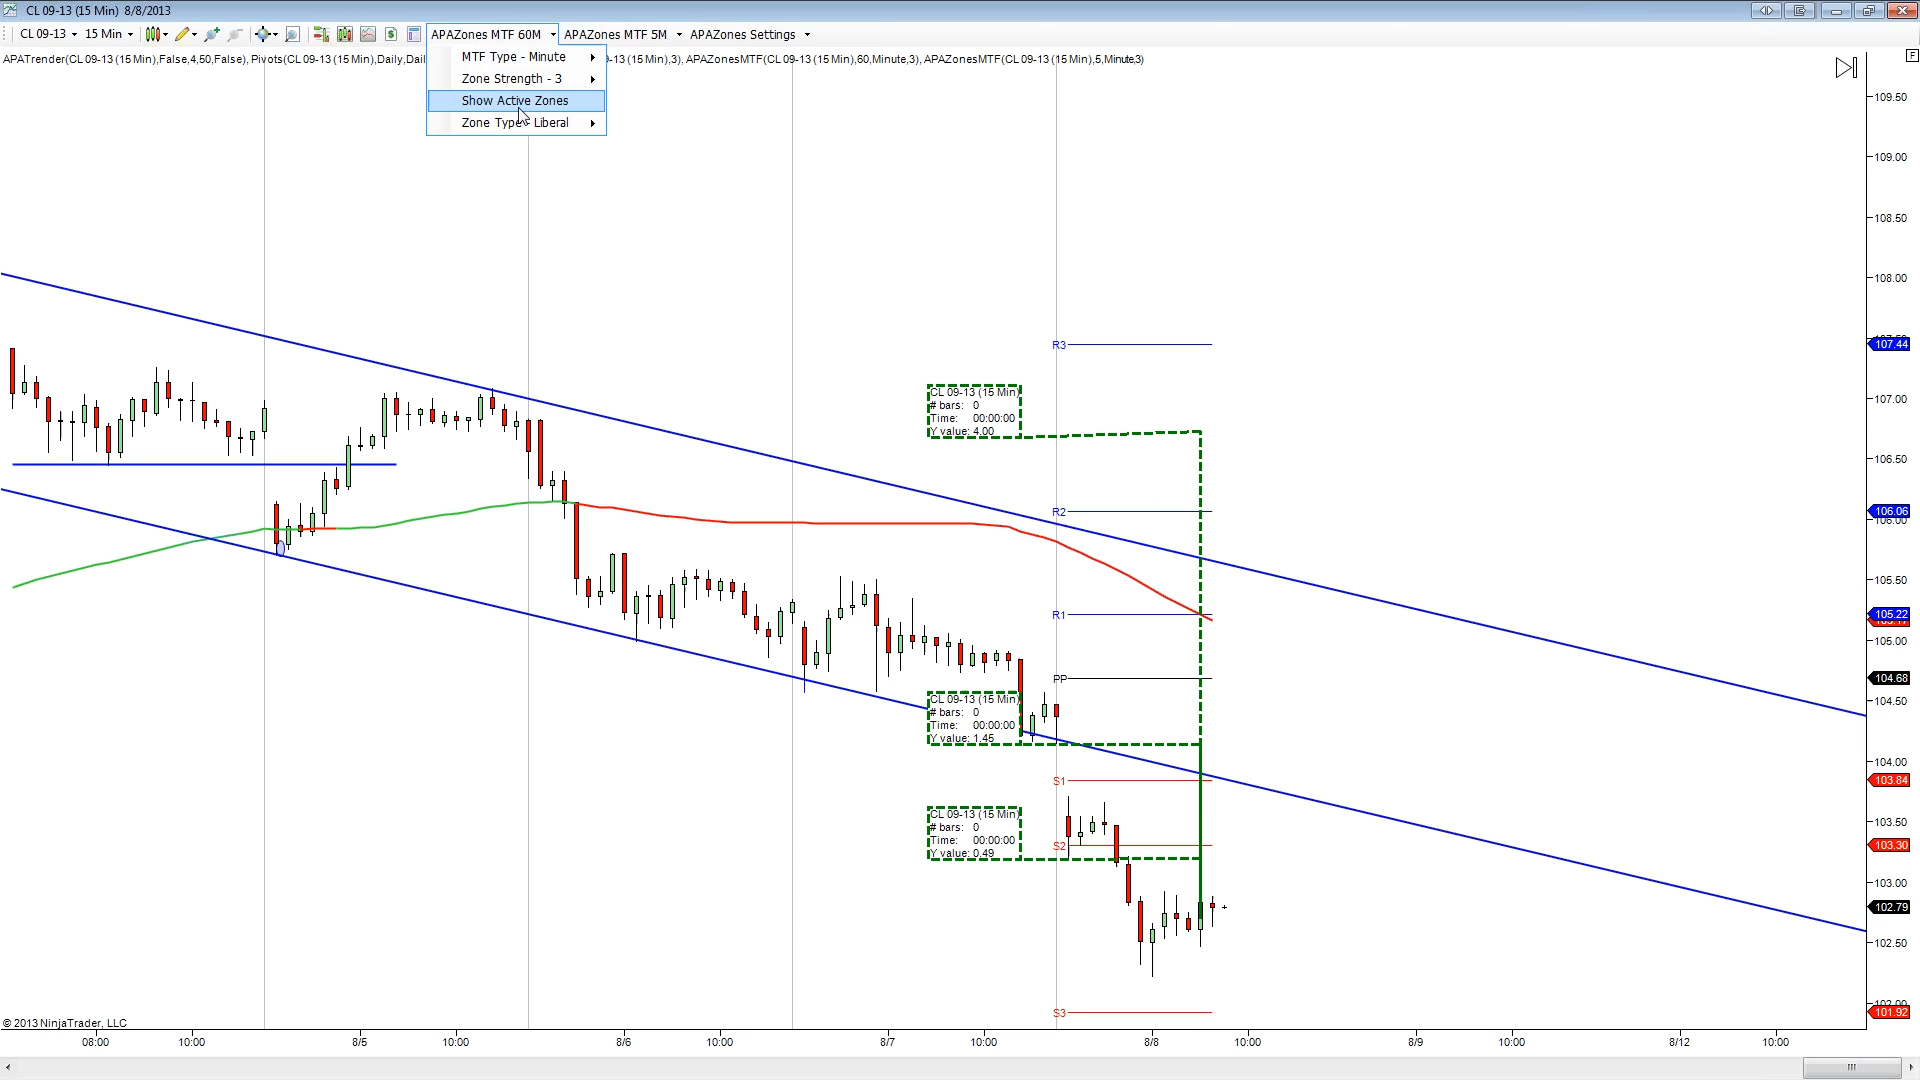 CL 09-13 (15 Min)  8/8/2013
CL 09-13 15 Min APAZones MTF 60M APAZones MTF 5M APAZones Settings
APATrender(CL 09-13 (15 Min),False,4,50,False), Pivots(CL 09-13 (15 Min),Daily,Dail
-13 (15 Min),3), APAZonesMTF(CL 09-13 (15 Min),60,Minute,3), APAZonesMTF(CL 09-13 (15 Min),5,Minute,3)
F
MTF Type - Minute
Zone Strength - 3
Show Active Zones
Zone Type - Liberal
109.50
109.00
108.50
108.00
R3
107.44
107.00
CL 09-13 (15 Min)
# bars: 0
Time: 00:00:00
Y value: 4.00
106.50
R2
106.06
106.00
105.50
R1
105.22
105.00
PP
104.68
CL 09-13 (15 Min)
# bars: 0
Time: 00:00:00
Y value: 1.45
104.50
104.00
S1
103.84
CL 09-13 (15 Min)
# bars: 0
Time: 00:00:00
Y value: 0.49
103.50
S2
103.30
103.00
102.79
102.50
102.00
S3
101.92
© 2013 NinjaTrader, LLC
08:00 10:00 8/5 10:00 8/6 10:00 8/7 10:00 8/8 10:00 8/9 10:00 8/12 10:00